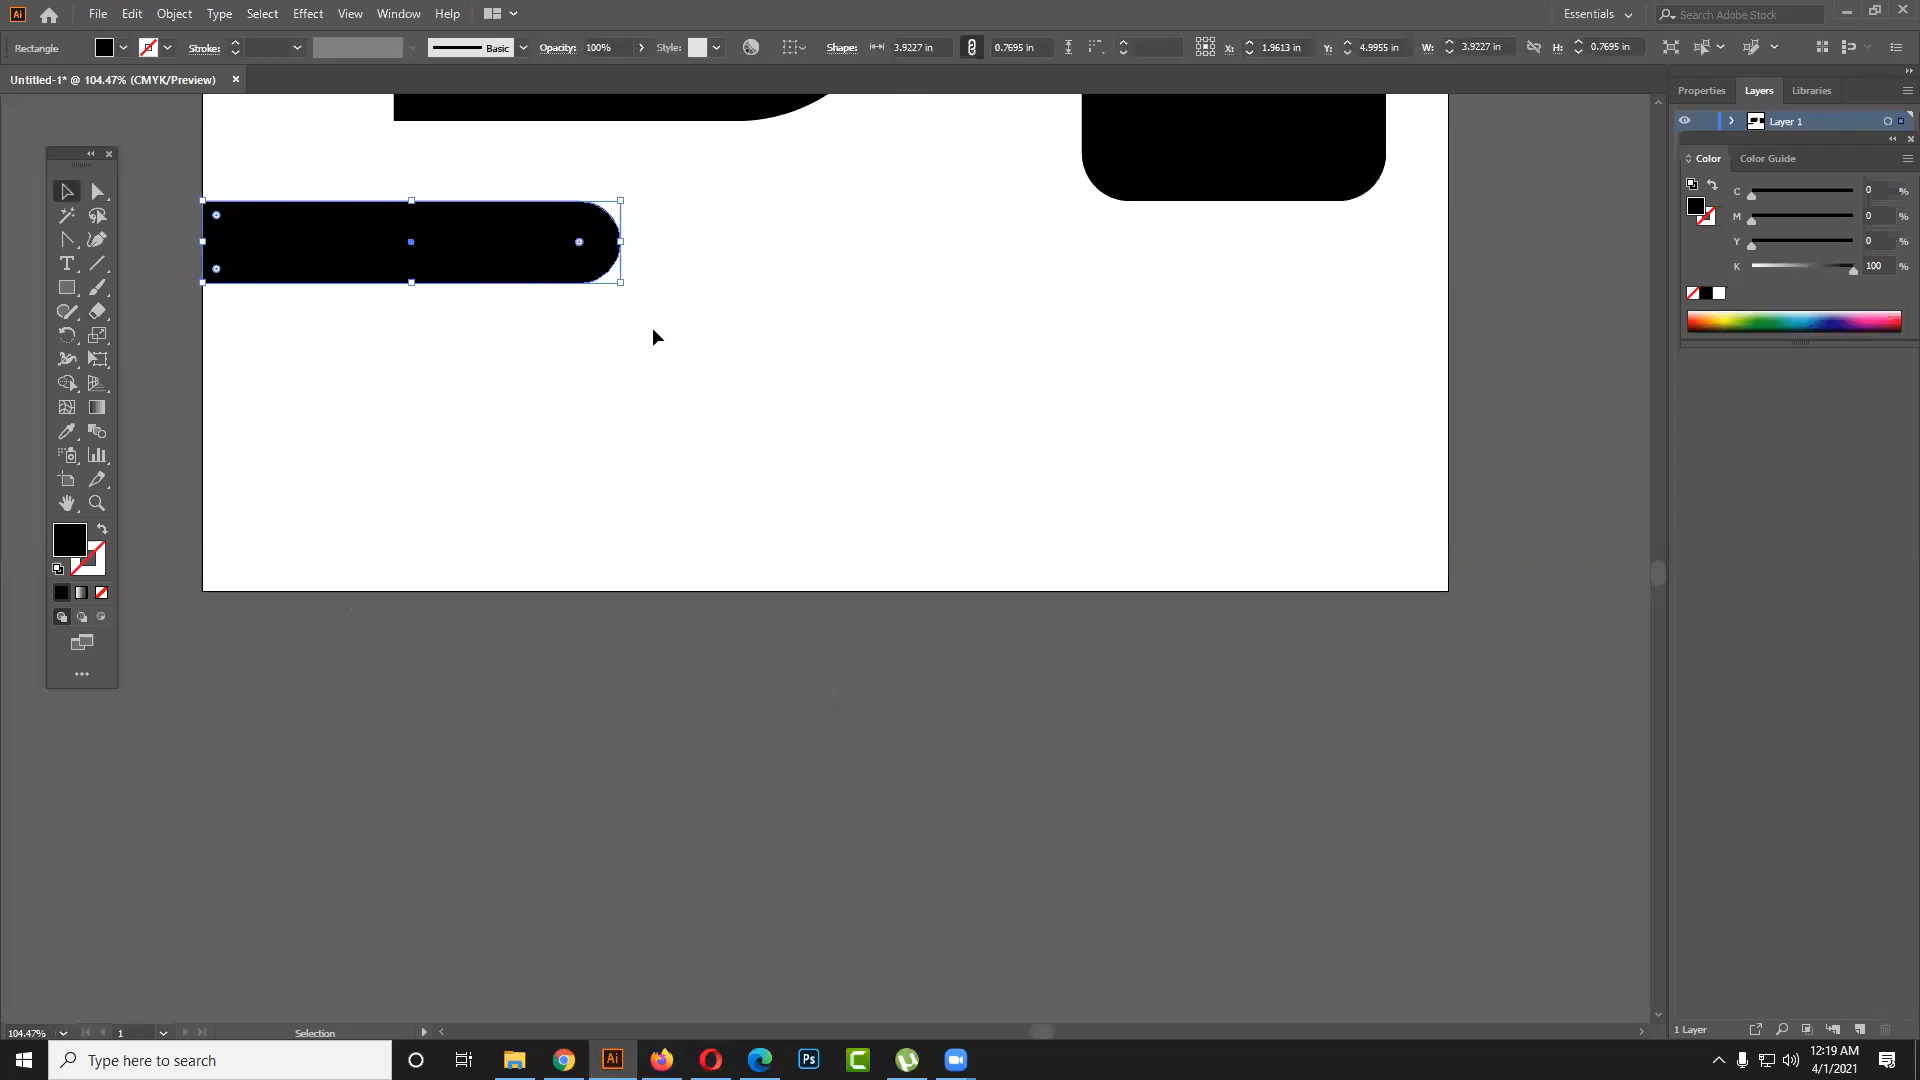 Ai File Edit Object Type Select Effect View Window Help Essentials Search Adobe Stock
Rectangle Stroke: Basic Opacity: 100% Style: Shape: 3.9227 in 0.7695 in X: 1.9613 in Y: 4.9955 in W: 3.9227 in H: 0.7695 in
Untitled-1* @ 104.47% (CMYK/Preview)
Properties Layers Libraries
Layer 1
Color Color Guide
C 0 %
M 0 %
Y 0 %
K 100 %
104.47% 1 Selection
1 Layer
Type here to search
Ai
Ps
12:19 AM
4/1/2021